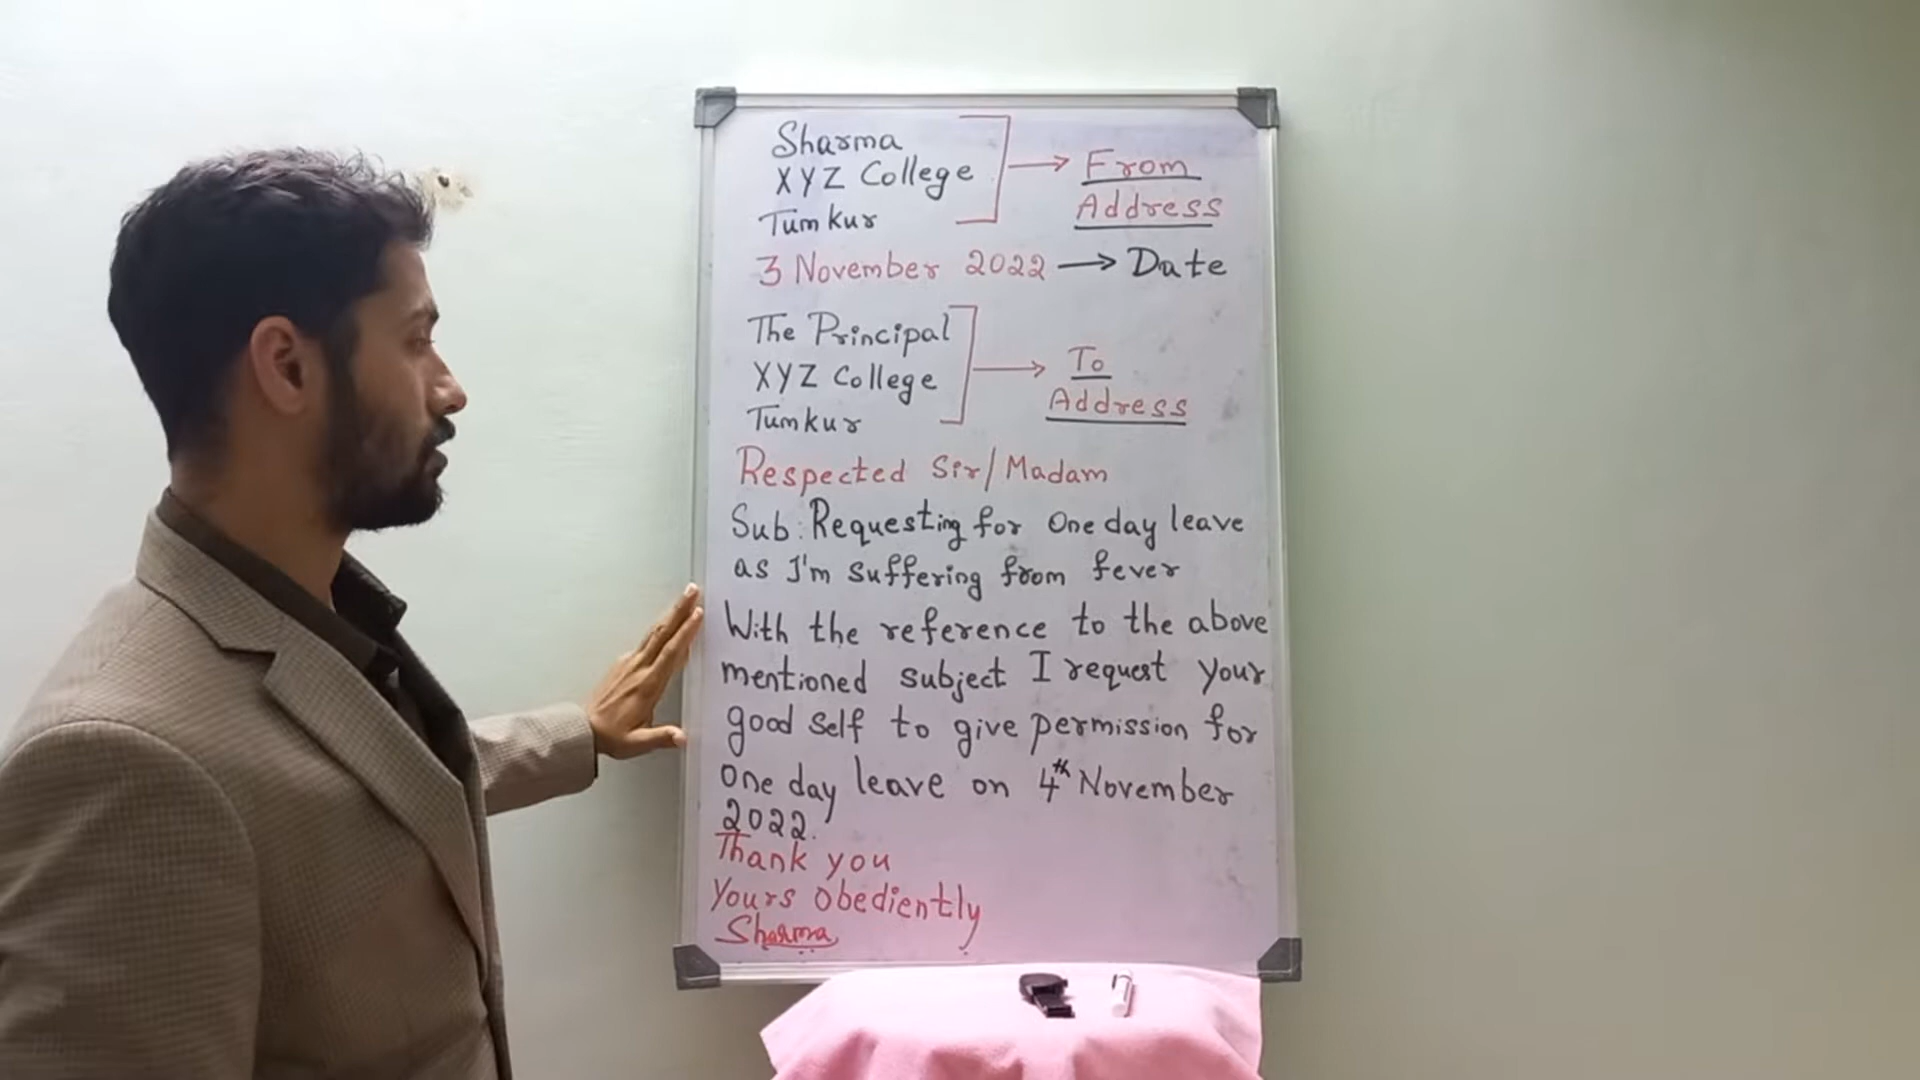 Sharma
XYZ College
Tumkur
From
Address
3 November 2022 → Date
The Principal
XYZ College
Tumkur
To
Address
Respected Sir/Madam
Sub: Requesting for One day leave
as I'm suffering from fever
With the reference to the above
mentioned subject I request your
good self to give permission for
One day leave on 4th November
2022.
Thank you
Yours Obediently
Sharma